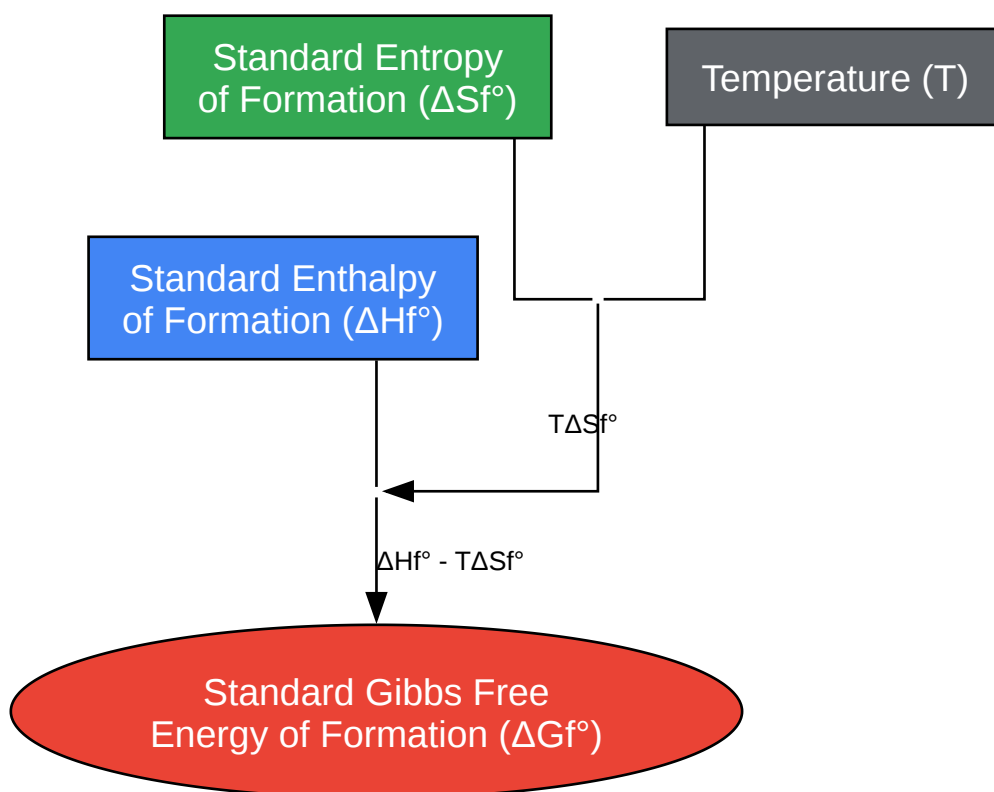 Standard Entropy
of Formation (ΔSf°)
Temperature (T)
Standard Enthalpy
of Formation (ΔHf°)
TΔSf°
ΔHf° - TΔSf°
Standard Gibbs Free
Energy of Formation (ΔGf°)